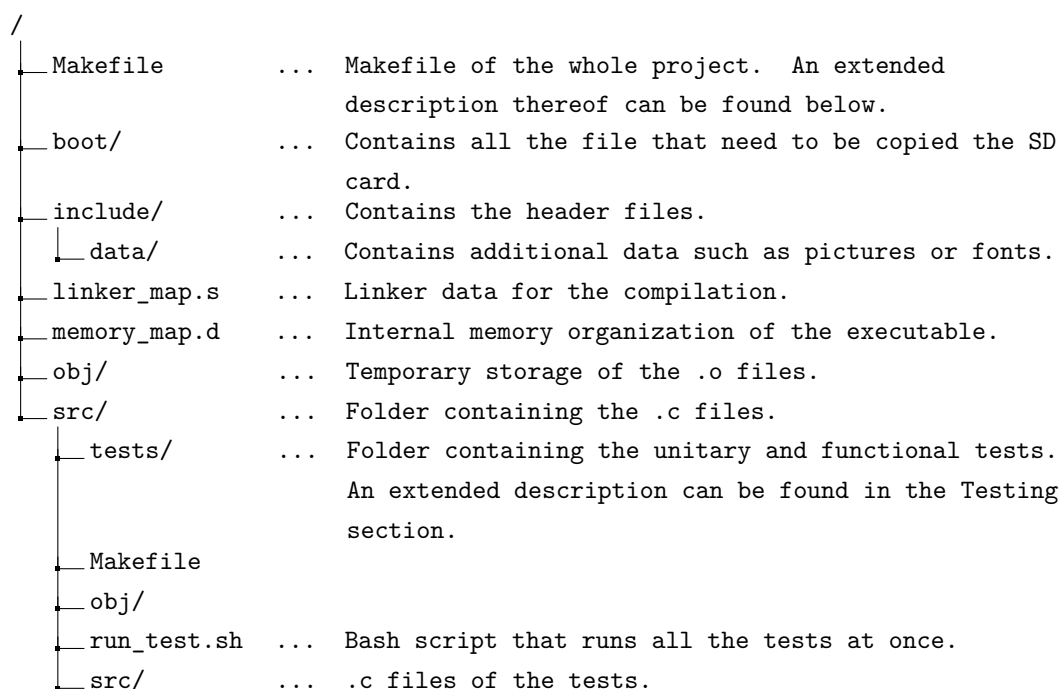 /
Makefile ... Makefile of the whole project. An extended
description thereof can be found below.
boot/ ... Contains all the file that need to be copied the SD
card.
include/ ... Contains the header files.
data/ ... Contains additional data such as pictures or fonts.
linker_map.s ... Linker data for the compilation.
memory_map.d ... Internal memory organization of the executable.
obj/ ... Temporary storage of the .o files.
src/ ... Folder containing the .c files.
tests/ ... Folder containing the unitary and functional tests.
An extended description can be found in the Testing
section.
Makefile
obj/
run_test.sh ... Bash script that runs all the tests at once.
src/ ... .c files of the tests.